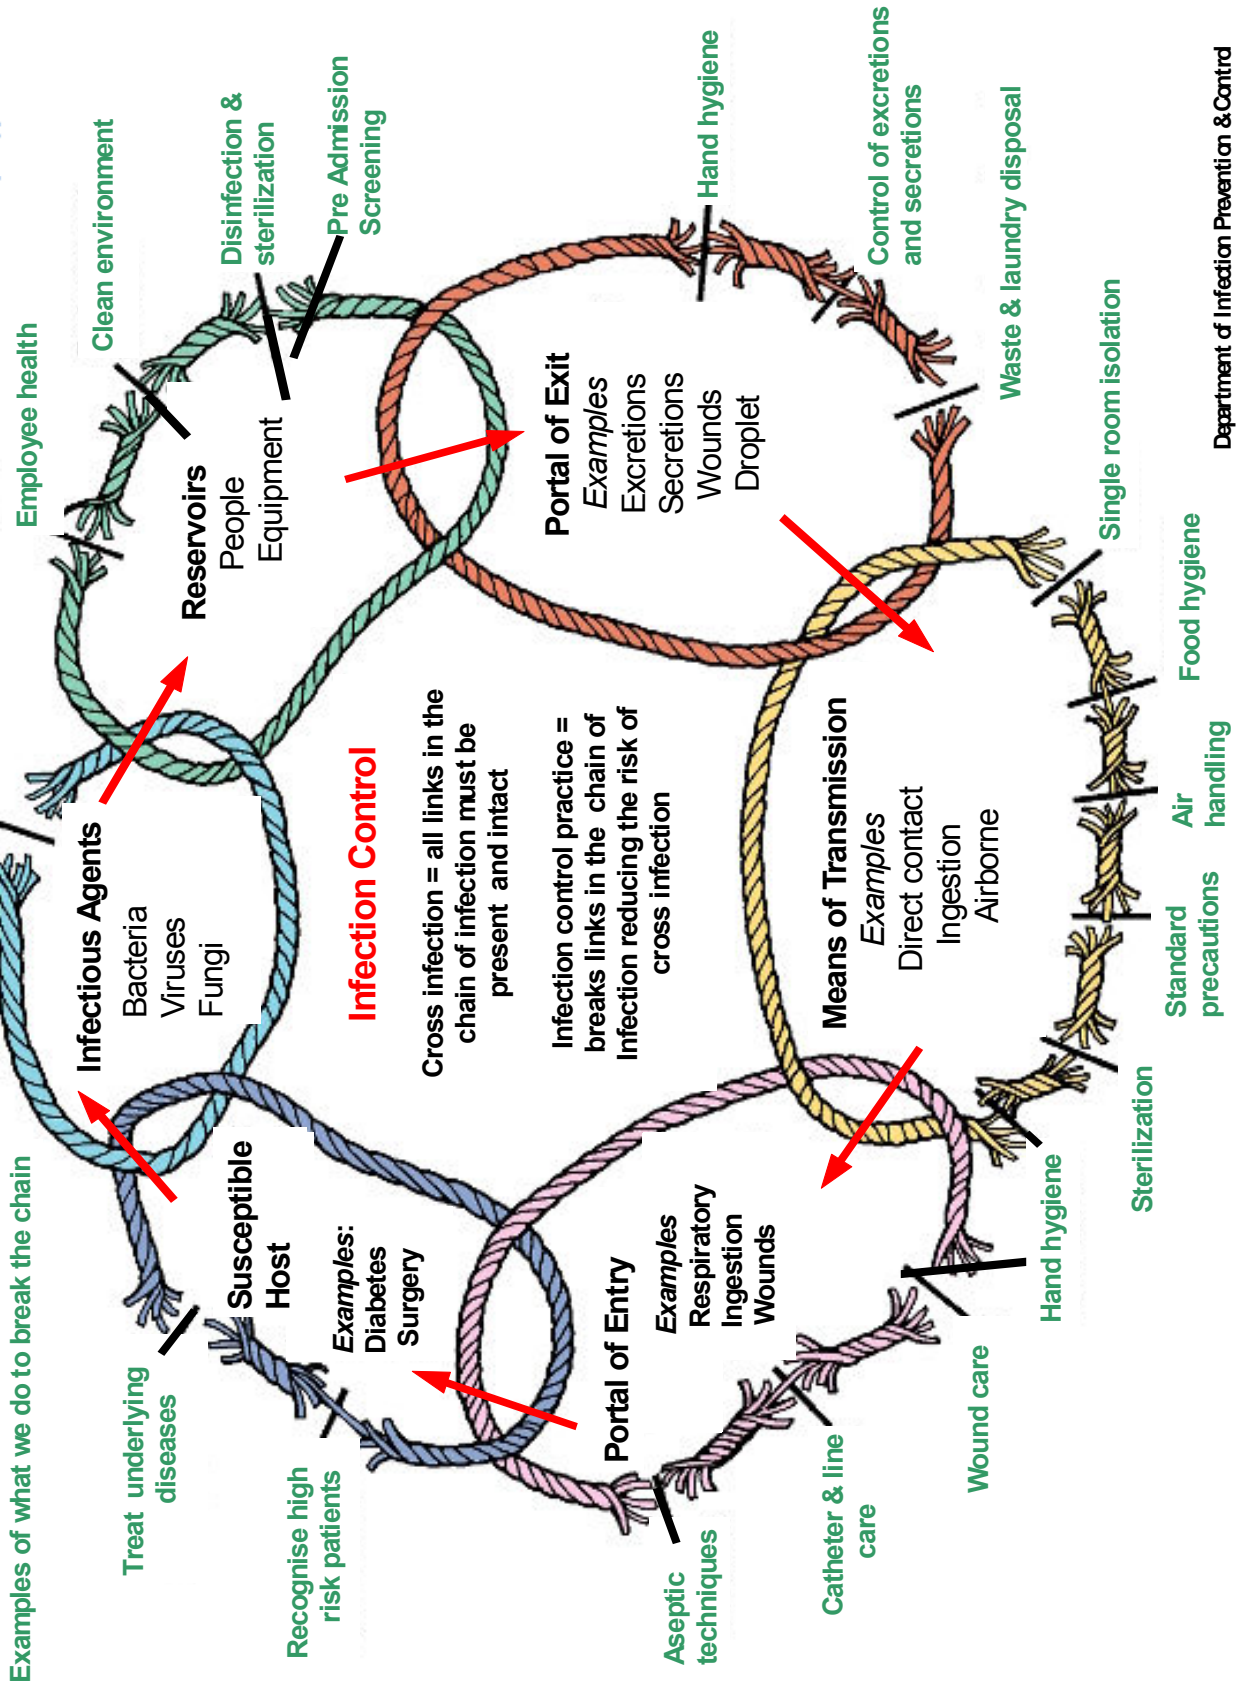 Examples of what we do to break the chain
Infectious Agents
Bacteria
Viruses
Fungi
Employee health
Clean environment
Disinfection &
sterilization
Pre Admission
Screening
Reservoirs
People
Equipment
Hand hygiene
Control of excretions
and secretions
Waste & laundry disposal
Portal of Exit
Examples
Excretions
Secretions
Wounds
Droplet
Single room isolation
Food hygiene
Air
handling
Standard
precautions
Sterilization
Hand hygiene
Means of Transmission
Examples
Direct contact
Ingestion
Airborne
Wound care
Catheter & line
care
Aseptic
techniques
Portal of Entry
Examples
Respiratory
Ingestion
Wounds
Recognise high
risk patients
Treat underlying
diseases
Susceptible
Host
Examples:
Diabetes
Surgery
Infection Control
Cross infection = all links in the
chain of infection must be
present and intact
Infection control practice =
breaks links in the chain of
Infection reducing the risk of
cross infection
Department of Infection Prevention & Control